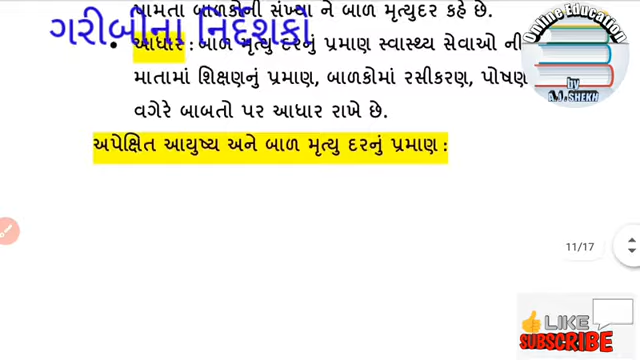 પામતા બાળકોની સંખ્યા ને બાળ મૃત્યુદર કહે છે.
ગરીબીના નિર્દેશકો
• આધાર : બાળ મૃત્યુ દરનું પ્રમાણ સ્વાસ્થ્ય સેવાઓ ની
માતામાં શિક્ષણનું પ્રમાણ, બાળકોમાં રસીકરણ, પોષણ
વગેરે બાબતો પર આધાર રાખે છે.
અપેક્ષિત આયુષ્ય અને બાળ મૃત્યુ દરનું પ્રમાણ :
Online Education
by
A.I. SHEKH
11/17
LIKE
SUBSCRIBE